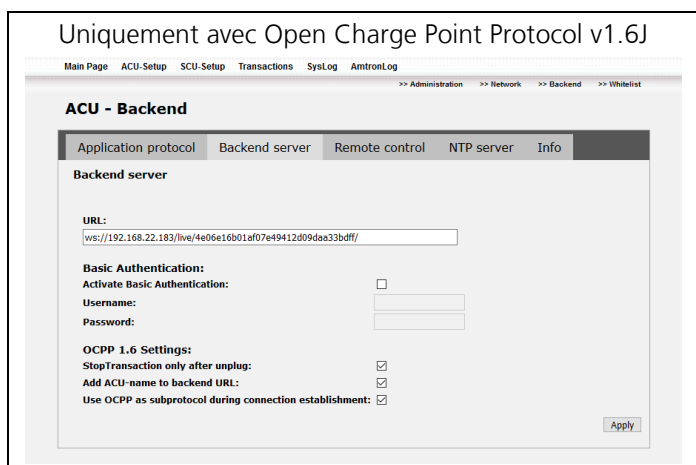 Uniquement avec Open Charge Point Protocol v1.6J
Main Page ACU-Setup SCU-Setup Transactions SysLog AmtronLog
>> Administration >> Network >> Backend >> Whitelist
ACU - Backend
Application protocol Backend server Remote control NTP server Info
Backend server
URL:
ws://192.168.22.183/live/4e06e16b01af07e49412d09daa33bdff/
Basic Authentication:
Activate Basic Authentication:
Username:
Password:
OCPP 1.6 Settings:
StopTransaction only after unplug:
Add ACU-name to backend URL:
Use OCPP as subprotocol during connection establishment:
Apply